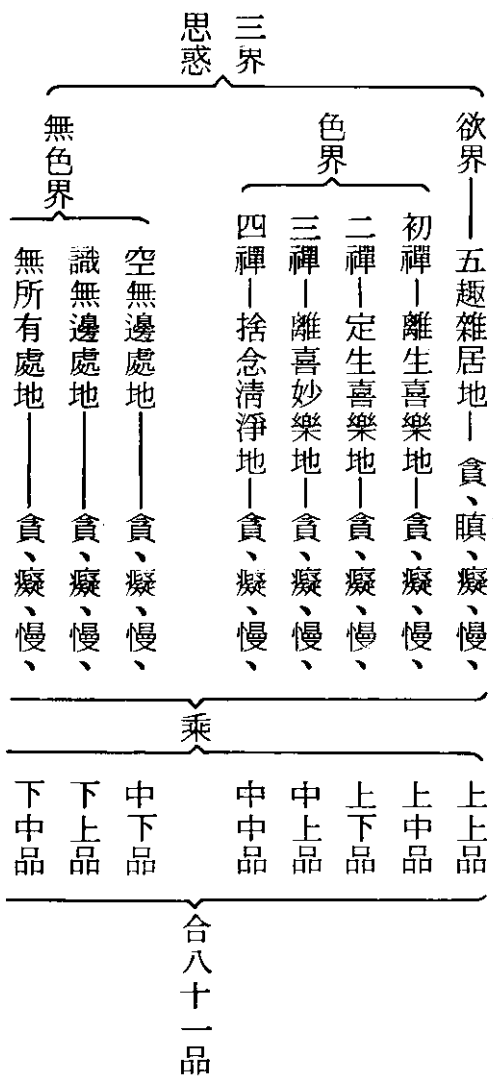 三界
思惑
欲界——五趣雜居地—貪、瞋、癡、慢、
色界
初禪—離生喜樂地—貪、癡、慢、
二禪—定生喜樂地—貪、癡、慢、
三禪—離喜妙樂地—貪、癡、慢、
四禪—捨念清淨地—貪、癡、慢、
無色界
空無邊處地——貪、癡、慢、
識無邊處地——貪、癡、慢、
無所有處地——貪、癡、慢、
乘
上上品
上中品
上下品
中上品
中中品
中下品
下上品
下中品
合八十一品